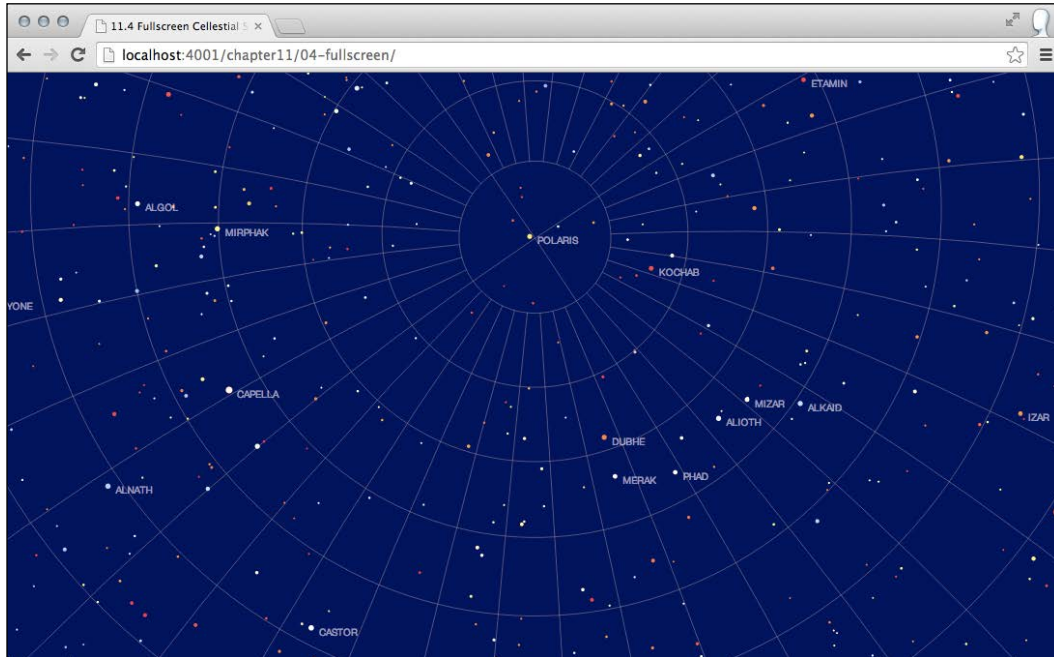 11.4 Fullscreen Cellestial S
localhost:4001/chapter11/04-fullscreen/
ETAMIN
ALGOL
MIRPHAK
POLARIS
KOCHAB
YONE
CAPELLA
MIZAR
ALKAID
IZAR
ALIOTH
DUBHE
MERAK
PHAD
ALNATH
CASTOR